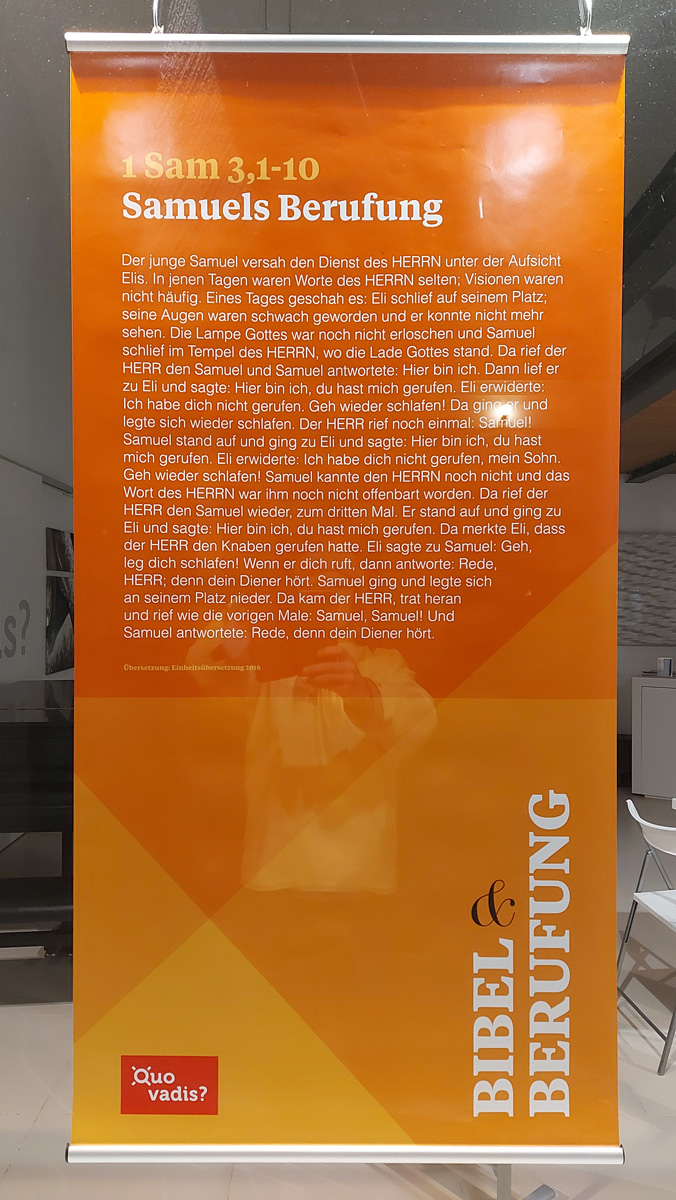 1 Sam 3,1-10
Samuels Berufung
Der junge Samuel versah den Dienst des HERRN unter der Aufsicht
Elis. In jenen Tagen waren Worte des HERRN selten; Visionen waren
nicht häufig. Eines Tages geschah es: Eli schlief auf seinem Platz;
seine Augen waren schwach geworden und er konnte nicht mehr
sehen. Die Lampe Gottes war noch nicht erloschen und Samuel
schlief im Tempel des HERRN, wo die Lade Gottes stand. Da rief der
HERR den Samuel und Samuel antwortete: Hier bin ich. Dann lief er
zu Eli und sagte: Hier bin ich, du hast mich gerufen. Eli erwiderte:
Ich habe dich nicht gerufen. Geh wieder schlafen! Da ging er und
legte sich wieder schlafen. Der HERR rief noch einmal: Samuel!
Samuel stand auf und ging zu Eli und sagte: Hier bin ich, du hast
mich gerufen. Eli erwiderte: Ich habe dich nicht gerufen, mein Sohn.
Geh wieder schlafen! Samuel kannte den HERRN noch nicht und das
Wort des HERRN war ihm noch nicht offenbart worden. Da rief der
HERR den Samuel wieder, zum dritten Mal. Er stand auf und ging zu
Eli und sagte: Hier bin ich, du hast mich gerufen. Da merkte Eli, dass
der HERR den Knaben gerufen hatte. Eli sagte zu Samuel: Geh,
leg dich schlafen! Wenn er dich ruft, dann antworte: Rede,
HERR; denn dein Diener hört. Samuel ging und legte sich
an seinem Platz nieder. Da kam der HERR, trat heran
und rief wie die vorigen Male: Samuel, Samuel! Und
Samuel antwortete: Rede, denn dein Diener hört.
Übersetzung: Einheitsübersetzung 2016
BIBEL &
BERUFUNG
Quo
vadis?